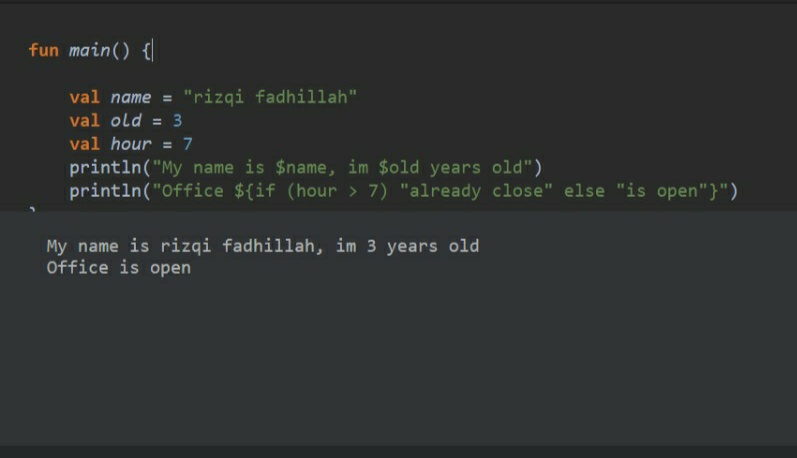 fun main() {
val name = "rizqi fadhillah"
val old = 3
val hour = 7
println("My name is $name, im $old years old")
println("Office ${if (hour > 7) "already close" else "is open"}")
}
My name is rizqi fadhillah, im 3 years old
Office is open